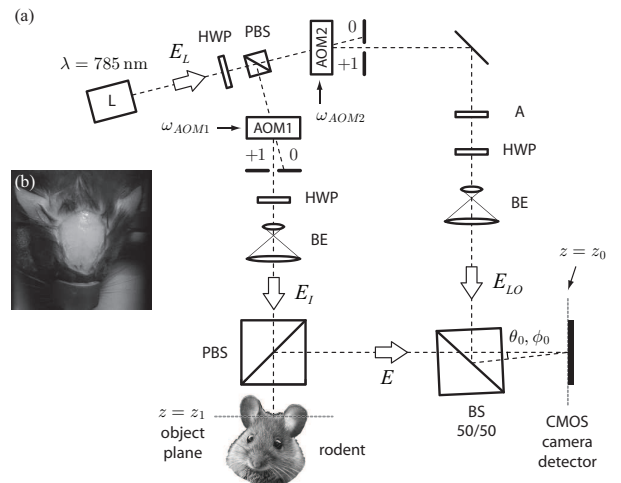 (a)
λ = 785 nm
E_L
HWP
PBS
AOM2
0
+1
L
ω_AOM1
AOM1
ω_AOM2
+1
0
A
HWP
HWP
(b)
BE
BE
z = z_0
E_I
E_LO
PBS
θ_0, ϕ_0
E
z = z_1
object
plane
rodent
BS
50/50
CMOS
camera
detector